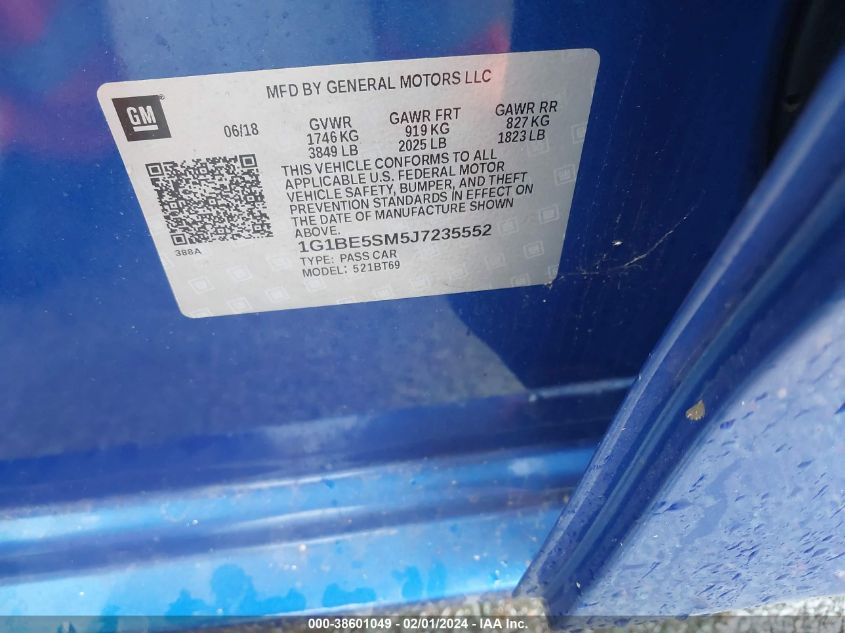 MFD BY GENERAL MOTORS LLC
GM
06/18
GVWR
1746 KG
3849 LB
GAWR FRT
919 KG
2025 LB
GAWR RR
827 KG
1823 LB
THIS VEHICLE CONFORMS TO ALL
APPLICABLE U.S. FEDERAL MOTOR
VEHICLE SAFETY, BUMPER, AND THEFT
PREVENTION STANDARDS IN EFFECT ON
THE DATE OF MANUFACTURE SHOWN
ABOVE.
388A
1G1BE5SM5J7235552
TYPE: PASS CAR
MODEL: 521BT69
000-38601049 - 02/01/2024 - IAA Inc.